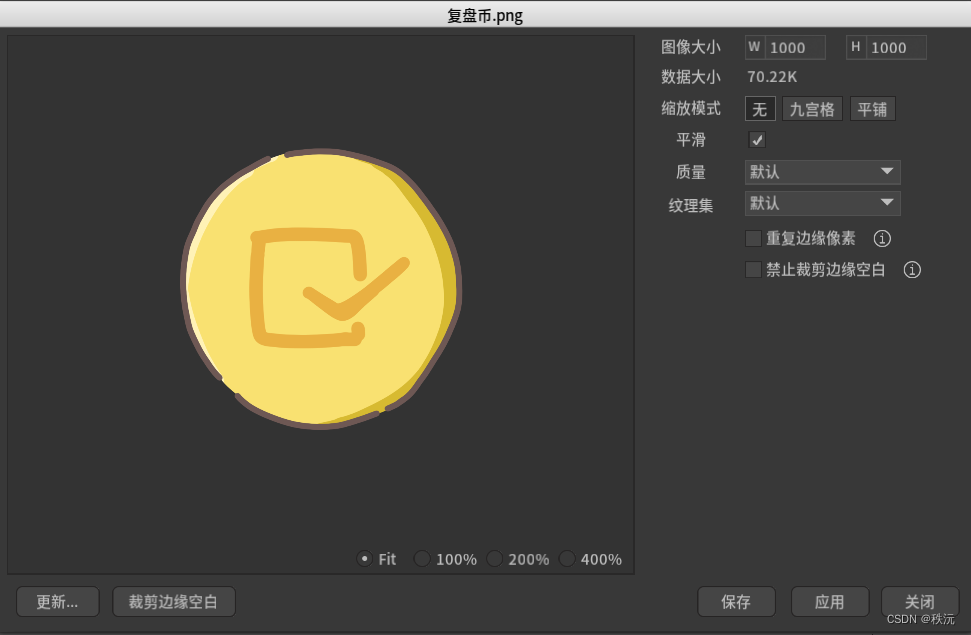 复盘币.png
图像大小 W 1000 H 1000
数据大小 70.22K
缩放模式 无 九宫格 平铺
平滑
质量 默认
纹理集 默认
重复边缘像素
禁止裁剪边缘空白
Fit 100% 200% 400%
更新... 裁剪边缘空白 保存 应用 关闭
CSDN @秩沅